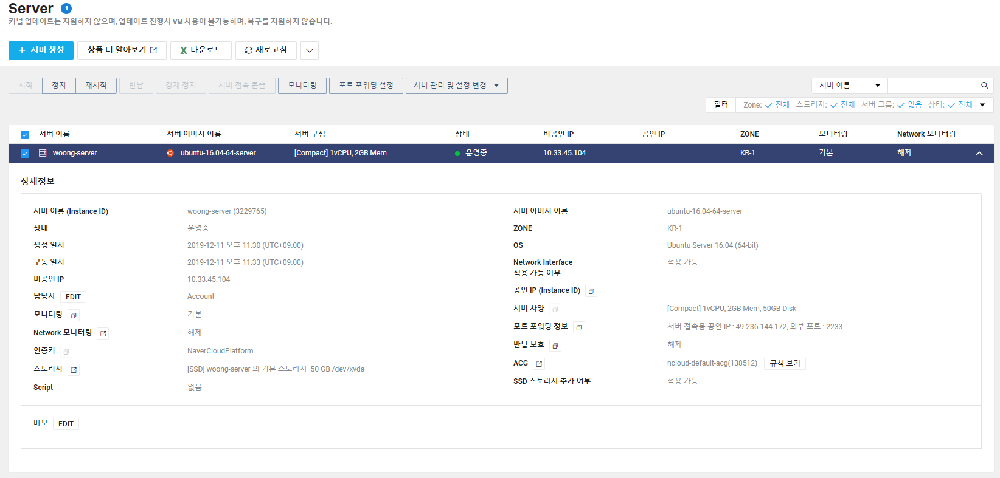 Server 1
커널 업데이트는 지원하지 않으며, 업데이트 진행시 VM 사용이 불가능하며, 복구를 지원하지 않습니다.
+ 서버 생성 상품 더 알아보기 다운로드 새로고침
시작 정지 재시작 반납 강제 정지 서버 접속 콘솔 모니터링 포트 포워딩 설정 서버 관리 및 설정 변경 서버 이름
필터 Zone: 전체 스토리지: 전체 서버 그룹: 없음 상태: 전체
서버 이름 서버 이미지 이름 서버 구성 상태 비공인 IP 공인 IP ZONE 모니터링 Network 모니터링
woong-server ubuntu-16.04-64-server [Compact] 1vCPU, 2GB Mem 운영중 10.33.45.104 KR-1 기본 해제
상세정보
서버 이름 (Instance ID) woong-server (3229765) 서버 이미지 이름 ubuntu-16.04-64-server
상태 운영중 ZONE KR-1
생성 일시 2019-12-11 오후 11:30 (UTC+09:00) OS Ubuntu Server 16.04 (64-bit)
구동 일시 2019-12-11 오후 11:33 (UTC+09:00) Network Interface 적용 가능
적용 가능 여부
비공인 IP 10.33.45.104
공인 IP (Instance ID)
담당자 EDIT Account
서버 사양 [Compact] 1vCPU, 2GB Mem, 50GB Disk
모니터링 기본
포트 포워딩 정보 서버 접속용 공인 IP : 49.236.144.172, 외부 포트 : 2233
Network 모니터링 해제
반납 보호 해제
인증키 NaverCloudPlatform
ACG ncloud-default-acg(138512) 규칙 보기
스토리지 [SSD] woong-server 의 기본 스토리지 50 GB /dev/xvda
SSD 스토리지 추가 여부 적용 가능
Script 없음
메모 EDIT